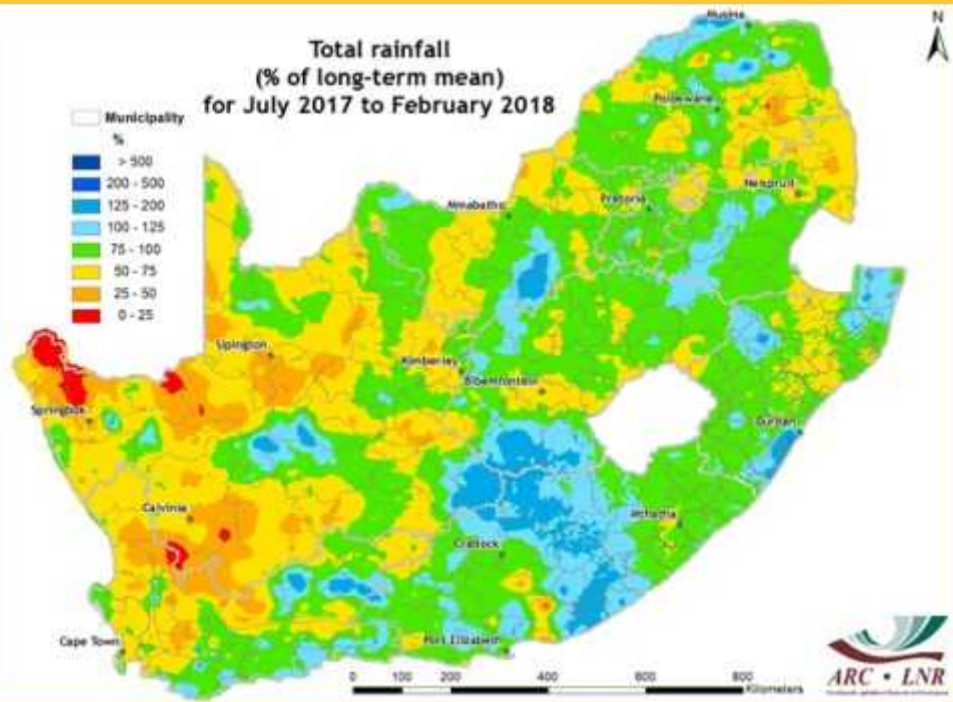 Total rainfall
(% of long-term mean)
for July 2017 to February 2018
N
Municipality
%
> 500
200 - 500
125 - 200
100 - 125
75 - 100
50 - 75
25 - 50
0 - 25
Musina
Polokwane
Nelspruit
Mmabatho
Pretoria
Upington
Kimberley
Bloemfontein
Springbok
Durban
Calvinia
Mthatha
Cradock
Cape Town
Port Elizabeth
0 100 200 400 600 800
Kilometers
ARC • LNR